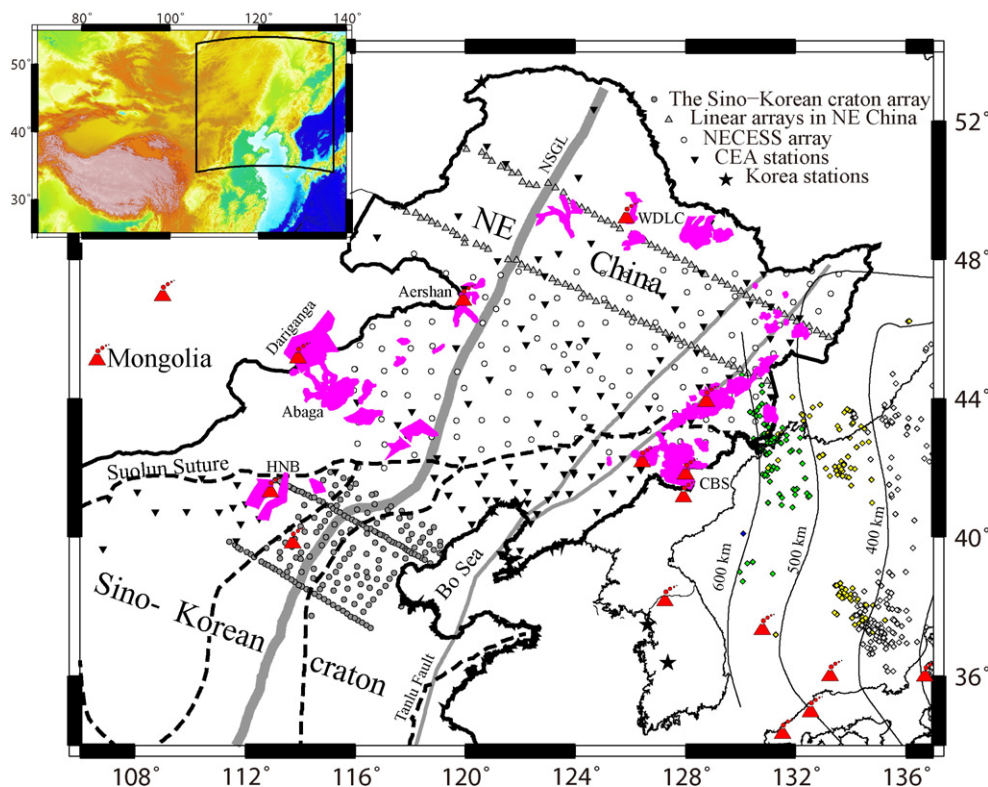 80° 100° 120° 140°
50°
40°
30°
The Sino-Korean craton array
Linear arrays in NE China
NECESS array
CEA stations
Korea stations
52°
48°
44°
40°
36°
NSGL
NE
China
WDLC
Aershan
Dariganga
Mongolia
Abaga
Suolun Suture
HNB
CBS
Bo Sea
600 km
500 km
400 km
Sino- Korean
craton
Tanlu Fault
108° 112° 116° 120° 124° 128° 132° 136°